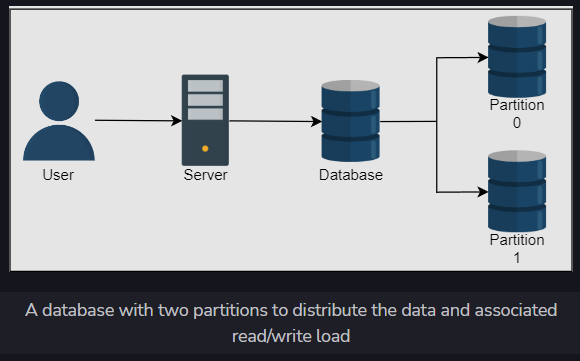 User
Server
Database
Partition
0
Partition
1
A database with two partitions to distribute the data and associated
read/write load